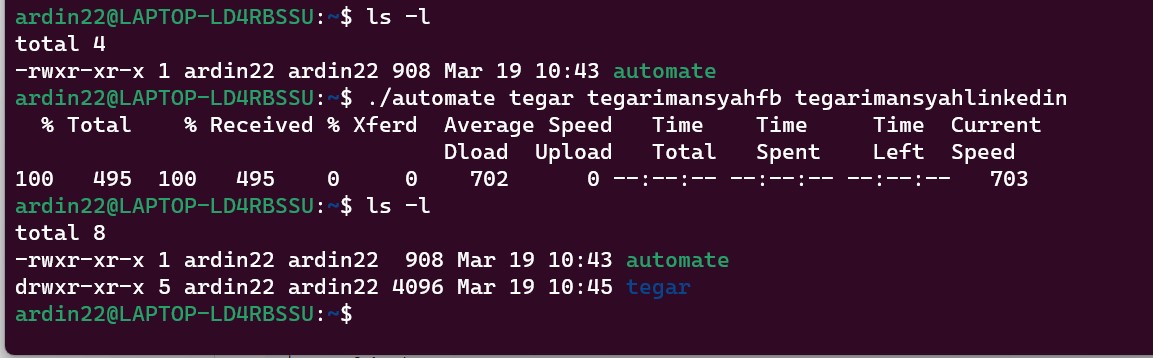 ardin22@LAPTOP-LD4RBSSU:~$ ls -l
total 4
-rwxr-xr-x 1 ardin22 ardin22 908 Mar 19 10:43 automate
ardin22@LAPTOP-LD4RBSSU:~$ ./automate tegar tegarimansyahfb tegarimansyahlinkedin
  % Total    % Received % Xferd  Average Speed   Time    Time     Time  Current
                                 Dload  Upload   Total   Spent    Left  Speed
100   495  100   495    0     0    702      0 --:--:-- --:--:-- --:--:--   703
ardin22@LAPTOP-LD4RBSSU:~$ ls -l
total 8
-rwxr-xr-x 1 ardin22 ardin22  908 Mar 19 10:43 automate
drwxr-xr-x 5 ardin22 ardin22 4096 Mar 19 10:45 tegar
ardin22@LAPTOP-LD4RBSSU:~$